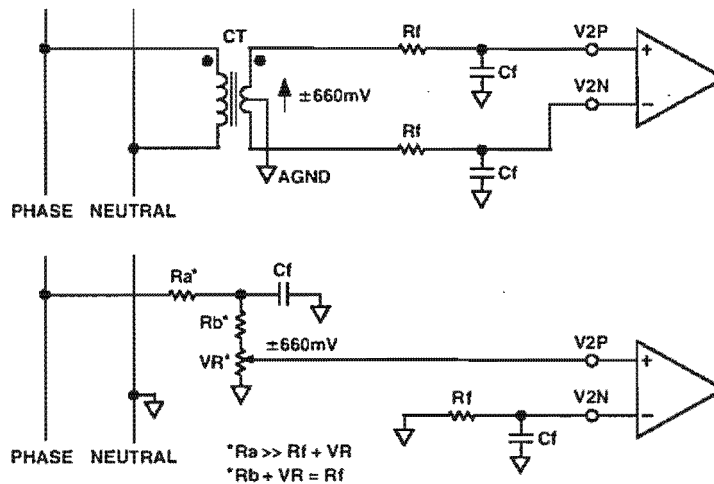 CT
Rf
V2P
+
Cf
±660mV
V2N
−
Rf
Cf
AGND
PHASE NEUTRAL
Ra*
Cf
Rb*
±660mV
VR*
V2P
+
Rf
V2N
−
Cf
PHASE NEUTRAL
*Ra >> Rf + VR
*Rb + VR = Rf